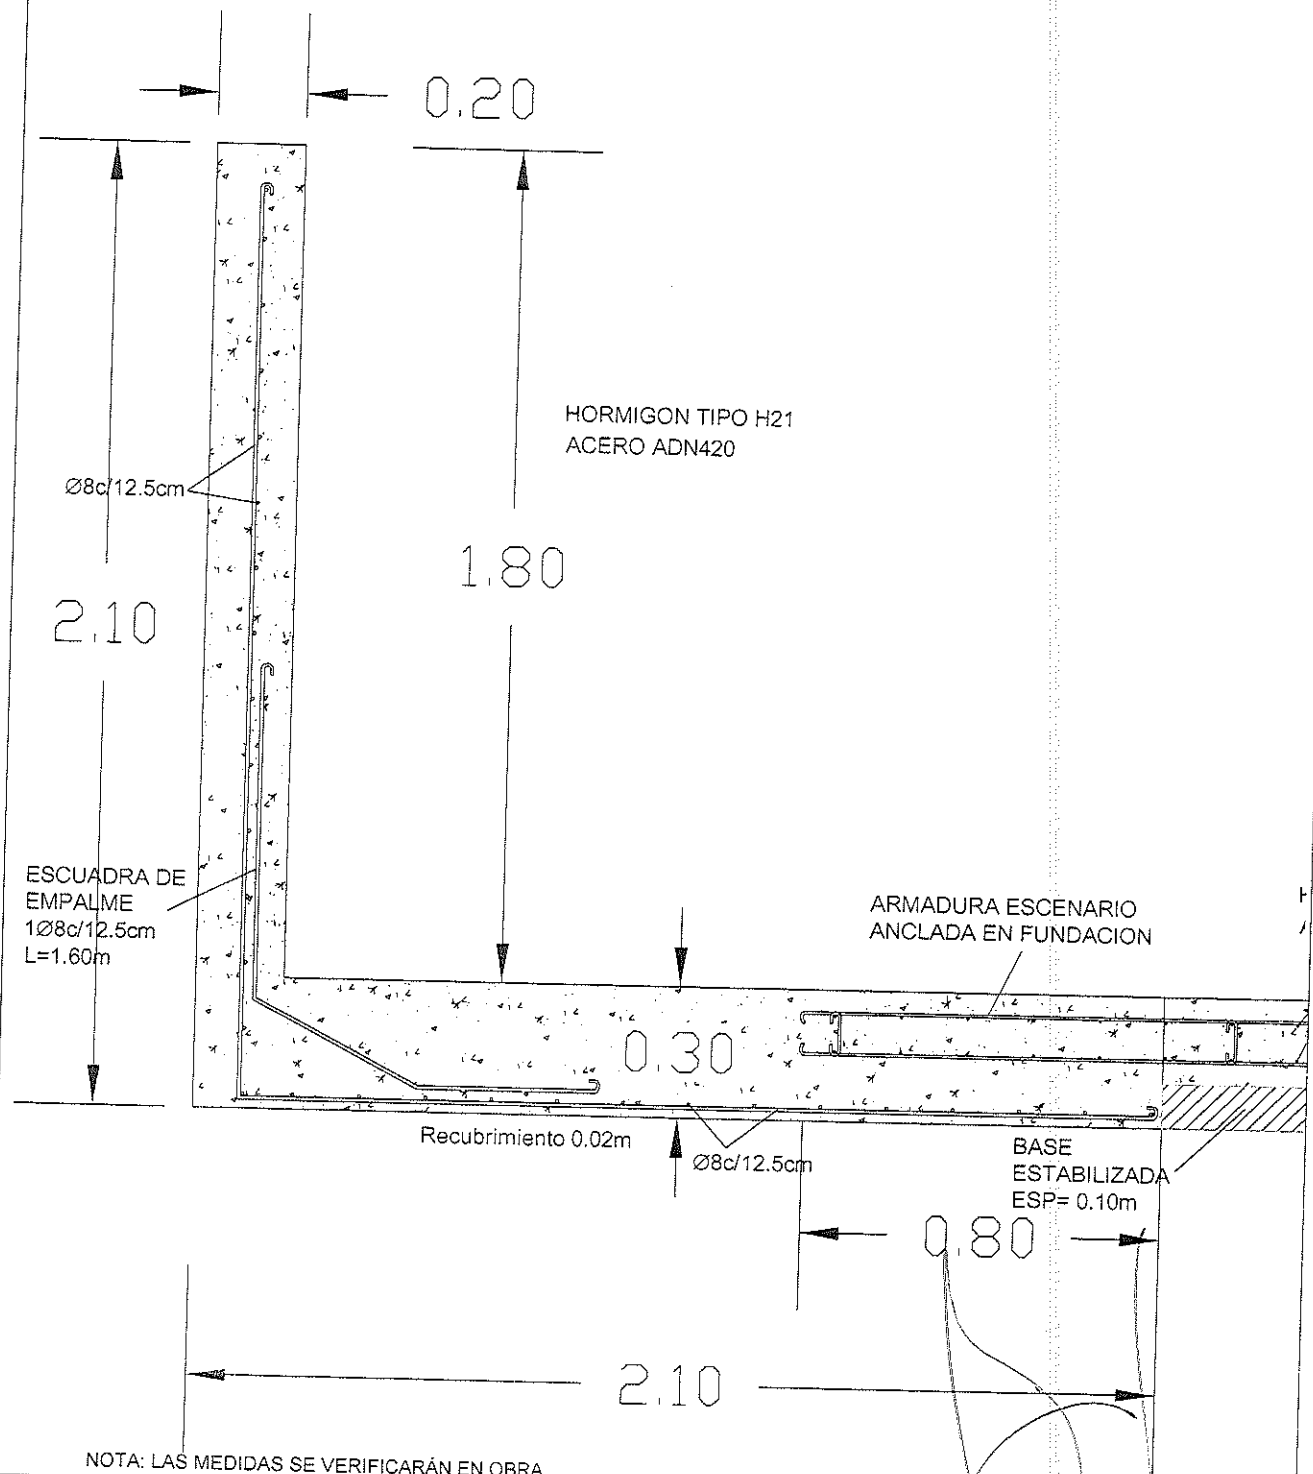 0.20
HORMIGON TIPO H21
ACERO ADN420
Ø8c/12.5cm
1.80
2.10
ESCUADRA DE
EMPALME
1Ø8c/12.5cm
L=1.60m
ARMADURA ESCENARIO
ANCLADA EN FUNDACION
0.30
Recubrimiento 0.02m
Ø8c/12.5cm
BASE
ESTABILIZADA
ESP= 0.10m
0.80
2.10
NOTA: LAS MEDIDAS SE VERIFICARÁN EN OBRA